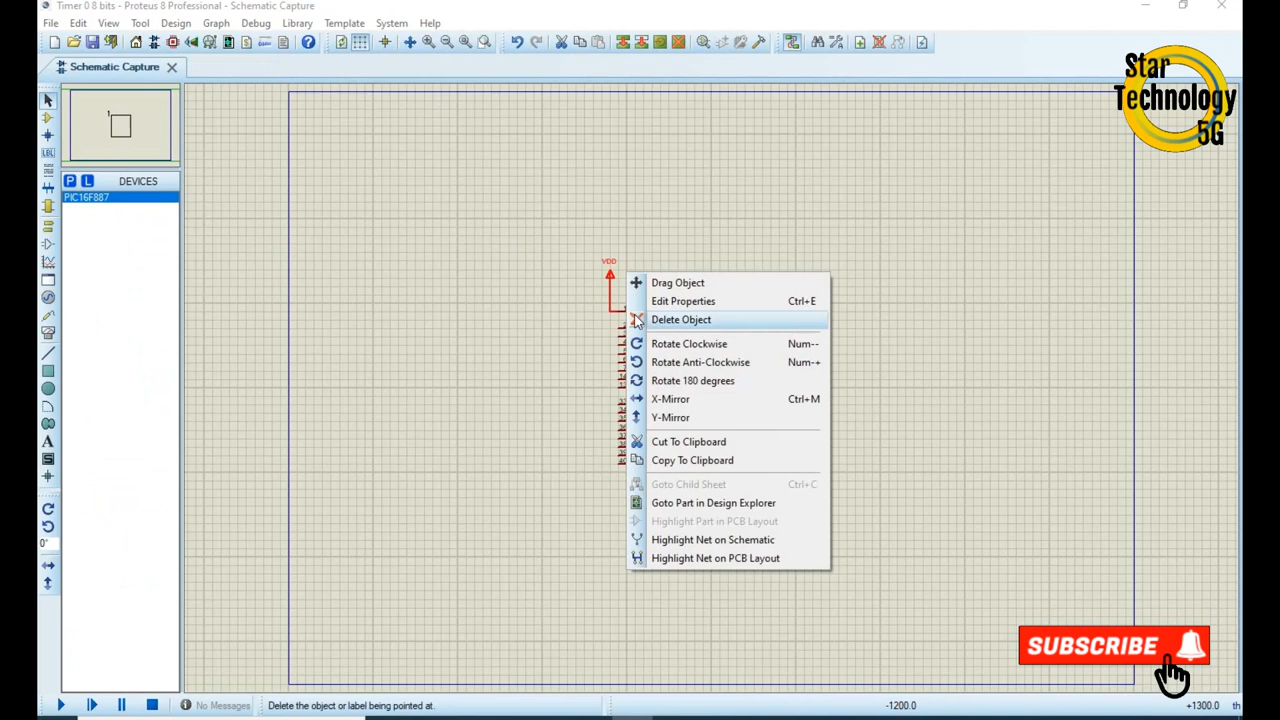 Timer 0 8 bits - Proteus 8 Professional - Schematic Capture
File Edit View Tool Design Graph Debug Library Template System Help
Schematic Capture
Star
Technology
5G
1
LBL
P L DEVICES
PIC16F887
VDD
Drag Object
Edit Properties Ctrl+E
Delete Object
Rotate Clockwise Num--
Rotate Anti-Clockwise Num-+
Rotate 180 degrees
X-Mirror Ctrl+M
Y-Mirror
Cut To Clipboard
Copy To Clipboard
Goto Child Sheet Ctrl+C
Goto Part in Design Explorer
Highlight Part in PCB Layout
Highlight Net on Schematic
Highlight Net on PCB Layout
A
S
0°
SUBSCRIBE
No Messages Delete the object or label being pointed at. -1200.0 +1300.0 th